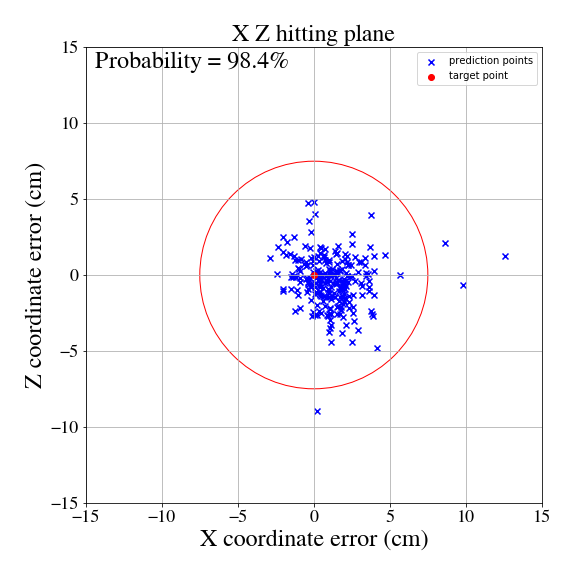 X Z hitting plane
Probability = 98.4%
prediction points
target point
15
10
5
0
−5
−10
−15
Z coordinate error (cm)
−15
−10
−5
0
5
10
15
X coordinate error (cm)